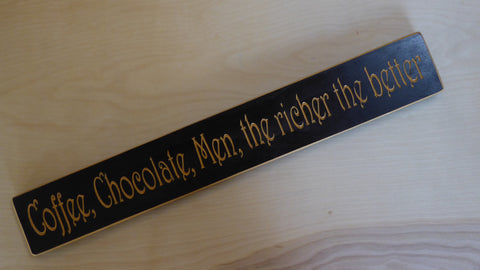 Coffee, Chocolate, Men, the richer the better